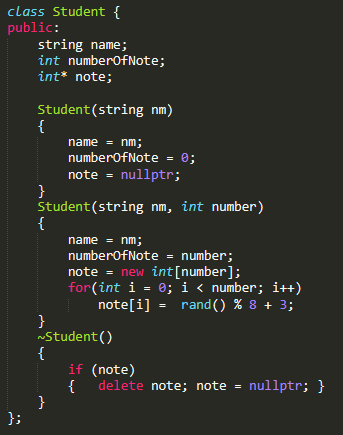 class Student {
public:
    string name;
    int numberOfNote;
    int* note;

    Student(string nm)
    {
        name = nm;
        numberOfNote = 0;
        note = nullptr;
    }
    Student(string nm, int number)
    {
        name = nm;
        numberOfNote = number;
        note = new int[number];
        for(int i = 0; i < number; i++)
            note[i] =  rand() % 8 + 3;
    }
    ~Student()
    {
        if (note)
        {   delete note; note = nullptr; }
    }
};